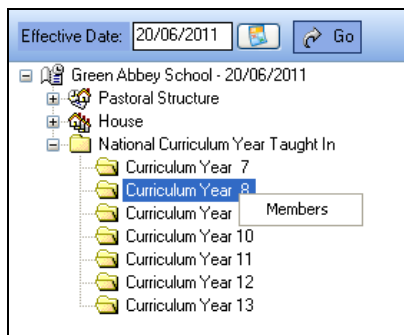 Effective Date: 20/06/2011 Go
Green Abbey School - 20/06/2011
Pastoral Structure
House
National Curriculum Year Taught In
Curriculum Year 7
Curriculum Year 8
Members
Curriculum Year
Curriculum Year 10
Curriculum Year 11
Curriculum Year 12
Curriculum Year 13